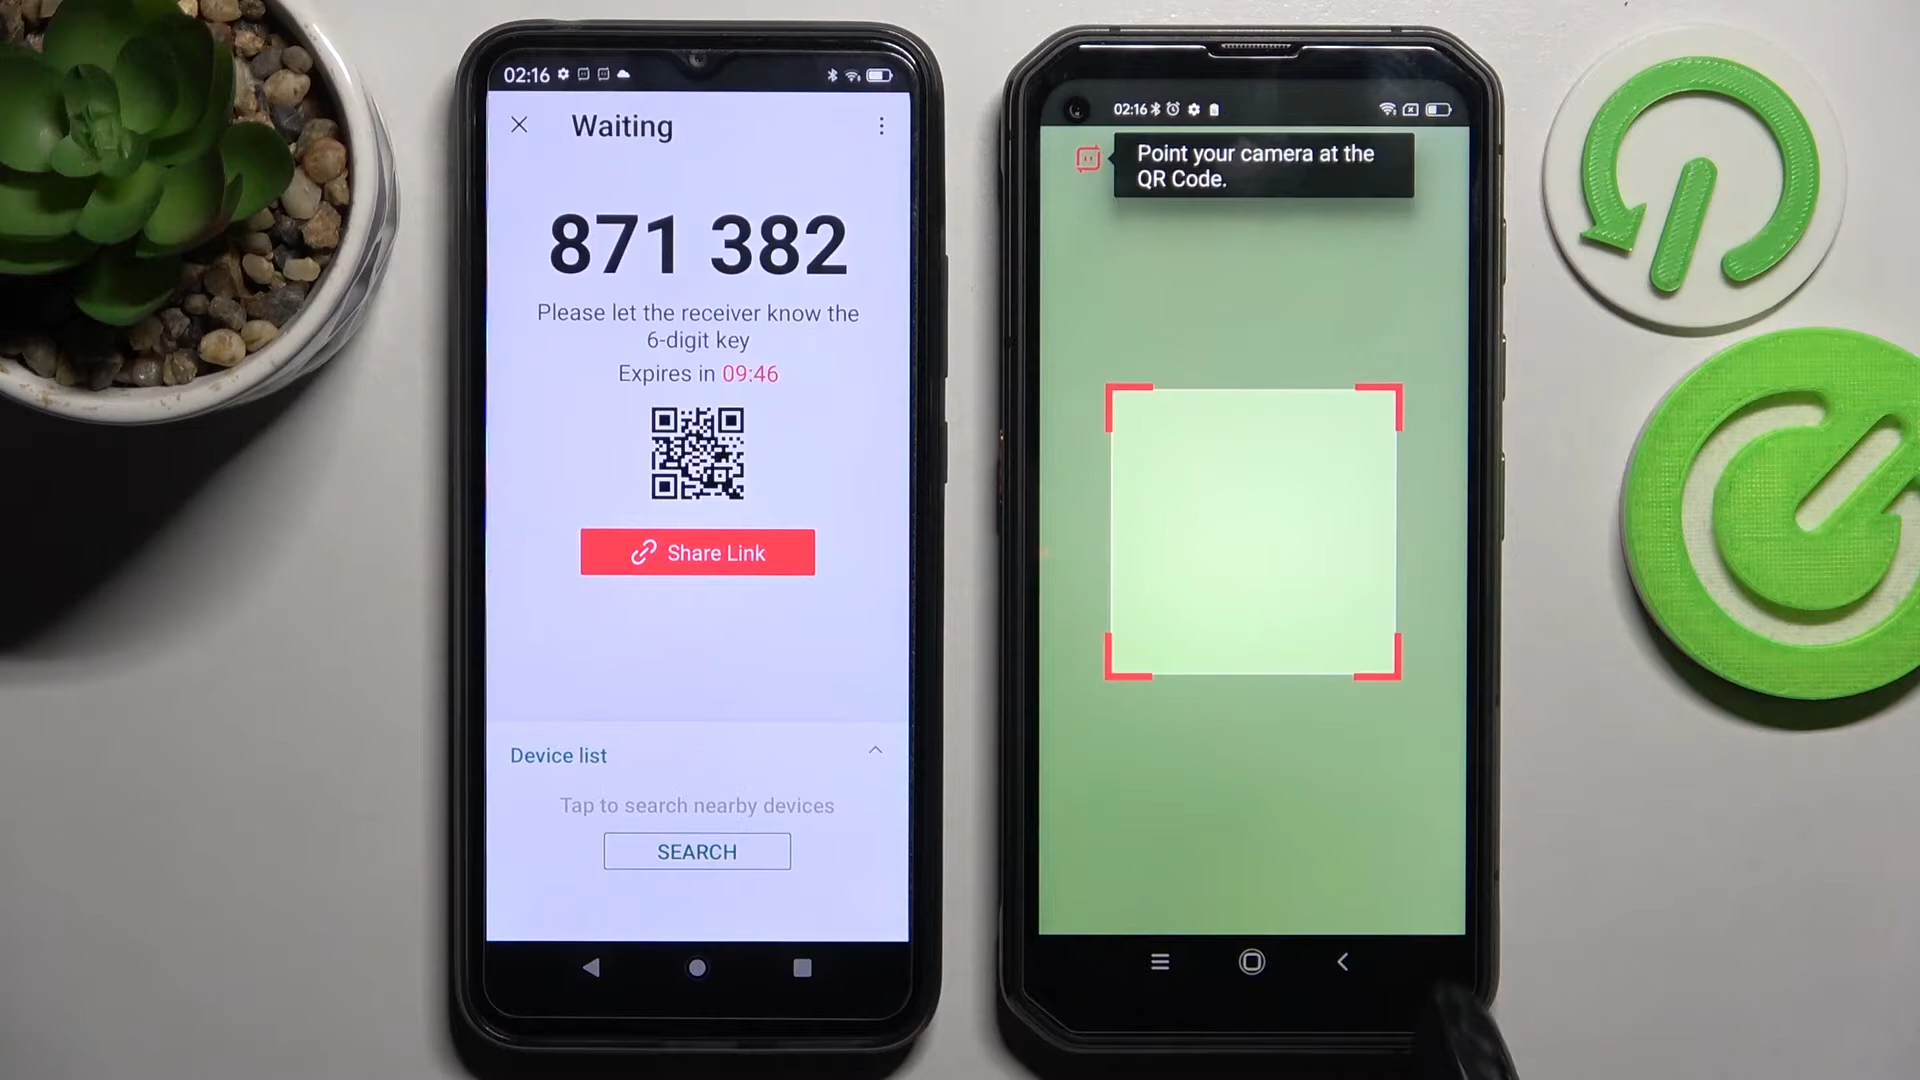 02:16
Waiting
871 382
Please let the receiver know the
6-digit key
Expires in 09:46
Share Link
Device list
Tap to search nearby devices
SEARCH
02:16
Point your camera at the
QR Code.